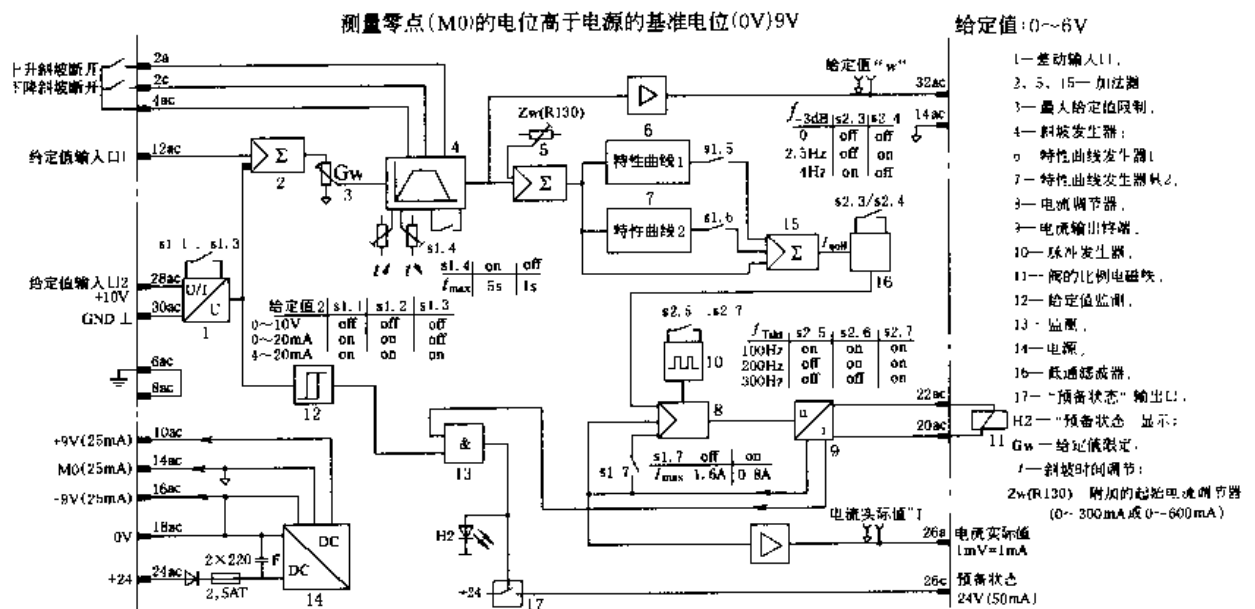 测量零点(M0)的电位高于电源的基准电位(0V)9V
给定值:0~6V
上升斜坡断开
2a
下降斜坡断开
2c
4ac
给定值输入口1
12ac
Σ
2
Gw
3
4
Zw(R130)
5
Σ
6
给定值“w”
32ac
14ac
f-3dB s2.3 s2.4
0 off off
2.5Hz off on
4Hz on off
特性曲线1
s1.5
7
特性曲线2
s1.6
15
Σ
s2.3/s2.4
16
s1.4
s1.4 on off
tmax 5s 1s
给定值输入口2
28ac
+10V
GND ⊥
30ac
U/I
U
1
给定值2 s1.1 s1.2 s1.3
0~10V off off off
0~20mA on on off
4~20mA on on on
6ac
8ac
12
s2.5
s2.7
10
s2.5 s2.6 s2.7
100Hz on on on
200Hz off on on
300Hz off off on
8
9
22ac
20ac
11
&
13
s1.7
s1.7 off on
Imax 1.6A 0.8A
+9V(25mA)
10ac
M0(25mA)
14ac
-9V(25mA)
16ac
0V
18ac
+24
24ac
2×220
F
2,5AT
DC
DC
14
H2
+24
17
电流实际值“I
26a
电流实际值
1mV=1mA
26c
预备状态
24V(50mA)
1—差动输入口,
2、5、15—加法器
3—最大给定值限制,
4—斜坡发生器;
6 特性曲线发生器1
7—特性曲线发生器2,
8—电流调节器,
9—电流输出终端,
10—脉冲发生器,
11—阀的比例电磁铁,
12—给定值监测,
13—监测,
14—电源,
16—低通滤波器,
17—“预备状态”输出口,
H2—“预备状态 显示;
Gw—给定值限定,
t—斜坡时间调节;
Zw(R130) 附加的起始电流调节器
(0~300mA或0~600mA)